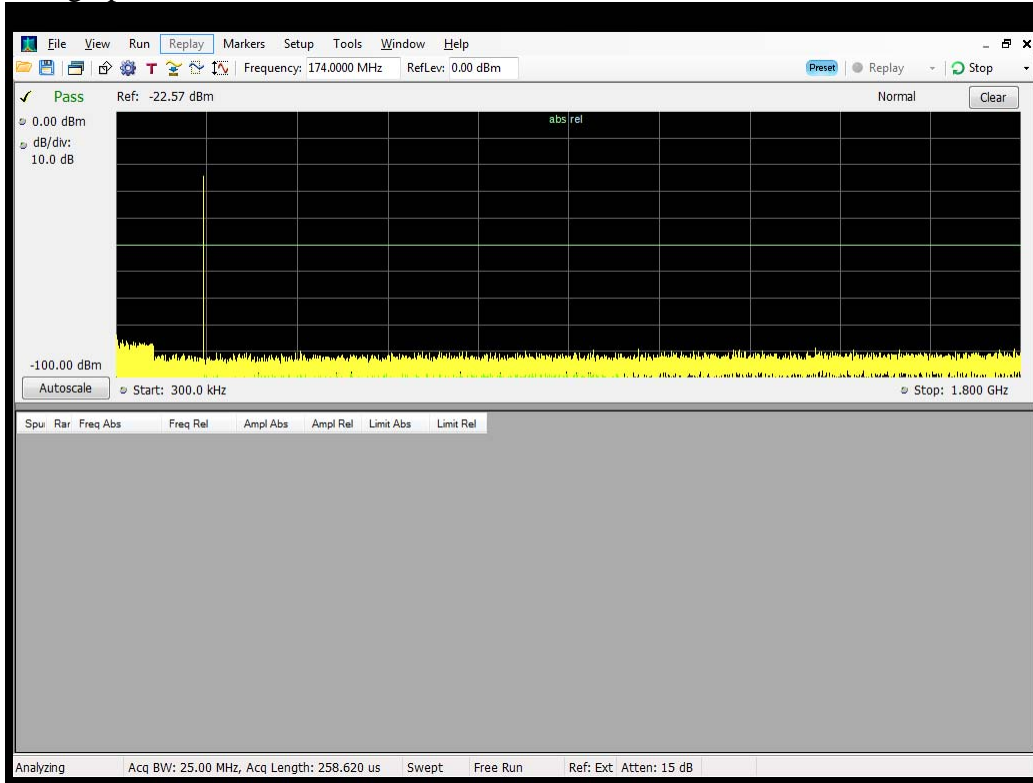 File View Run Replay Markers Setup Tools Window Help
Frequency: 174.0000 MHz RefLev: 0.00 dBm Preset Replay Stop
Pass Ref: -22.57 dBm Normal Clear
0.00 dBm
abs rel
dB/div:
10.0 dB
-100.00 dBm
Autoscale Start: 300.0 kHz Stop: 1.800 GHz
Spu Rar Freq Abs Freq Rel Ampl Abs Ampl Rel Limit Abs Limit Rel
Analyzing Acq BW: 25.00 MHz, Acq Length: 258.620 us Swept Free Run Ref: Ext Atten: 15 dB